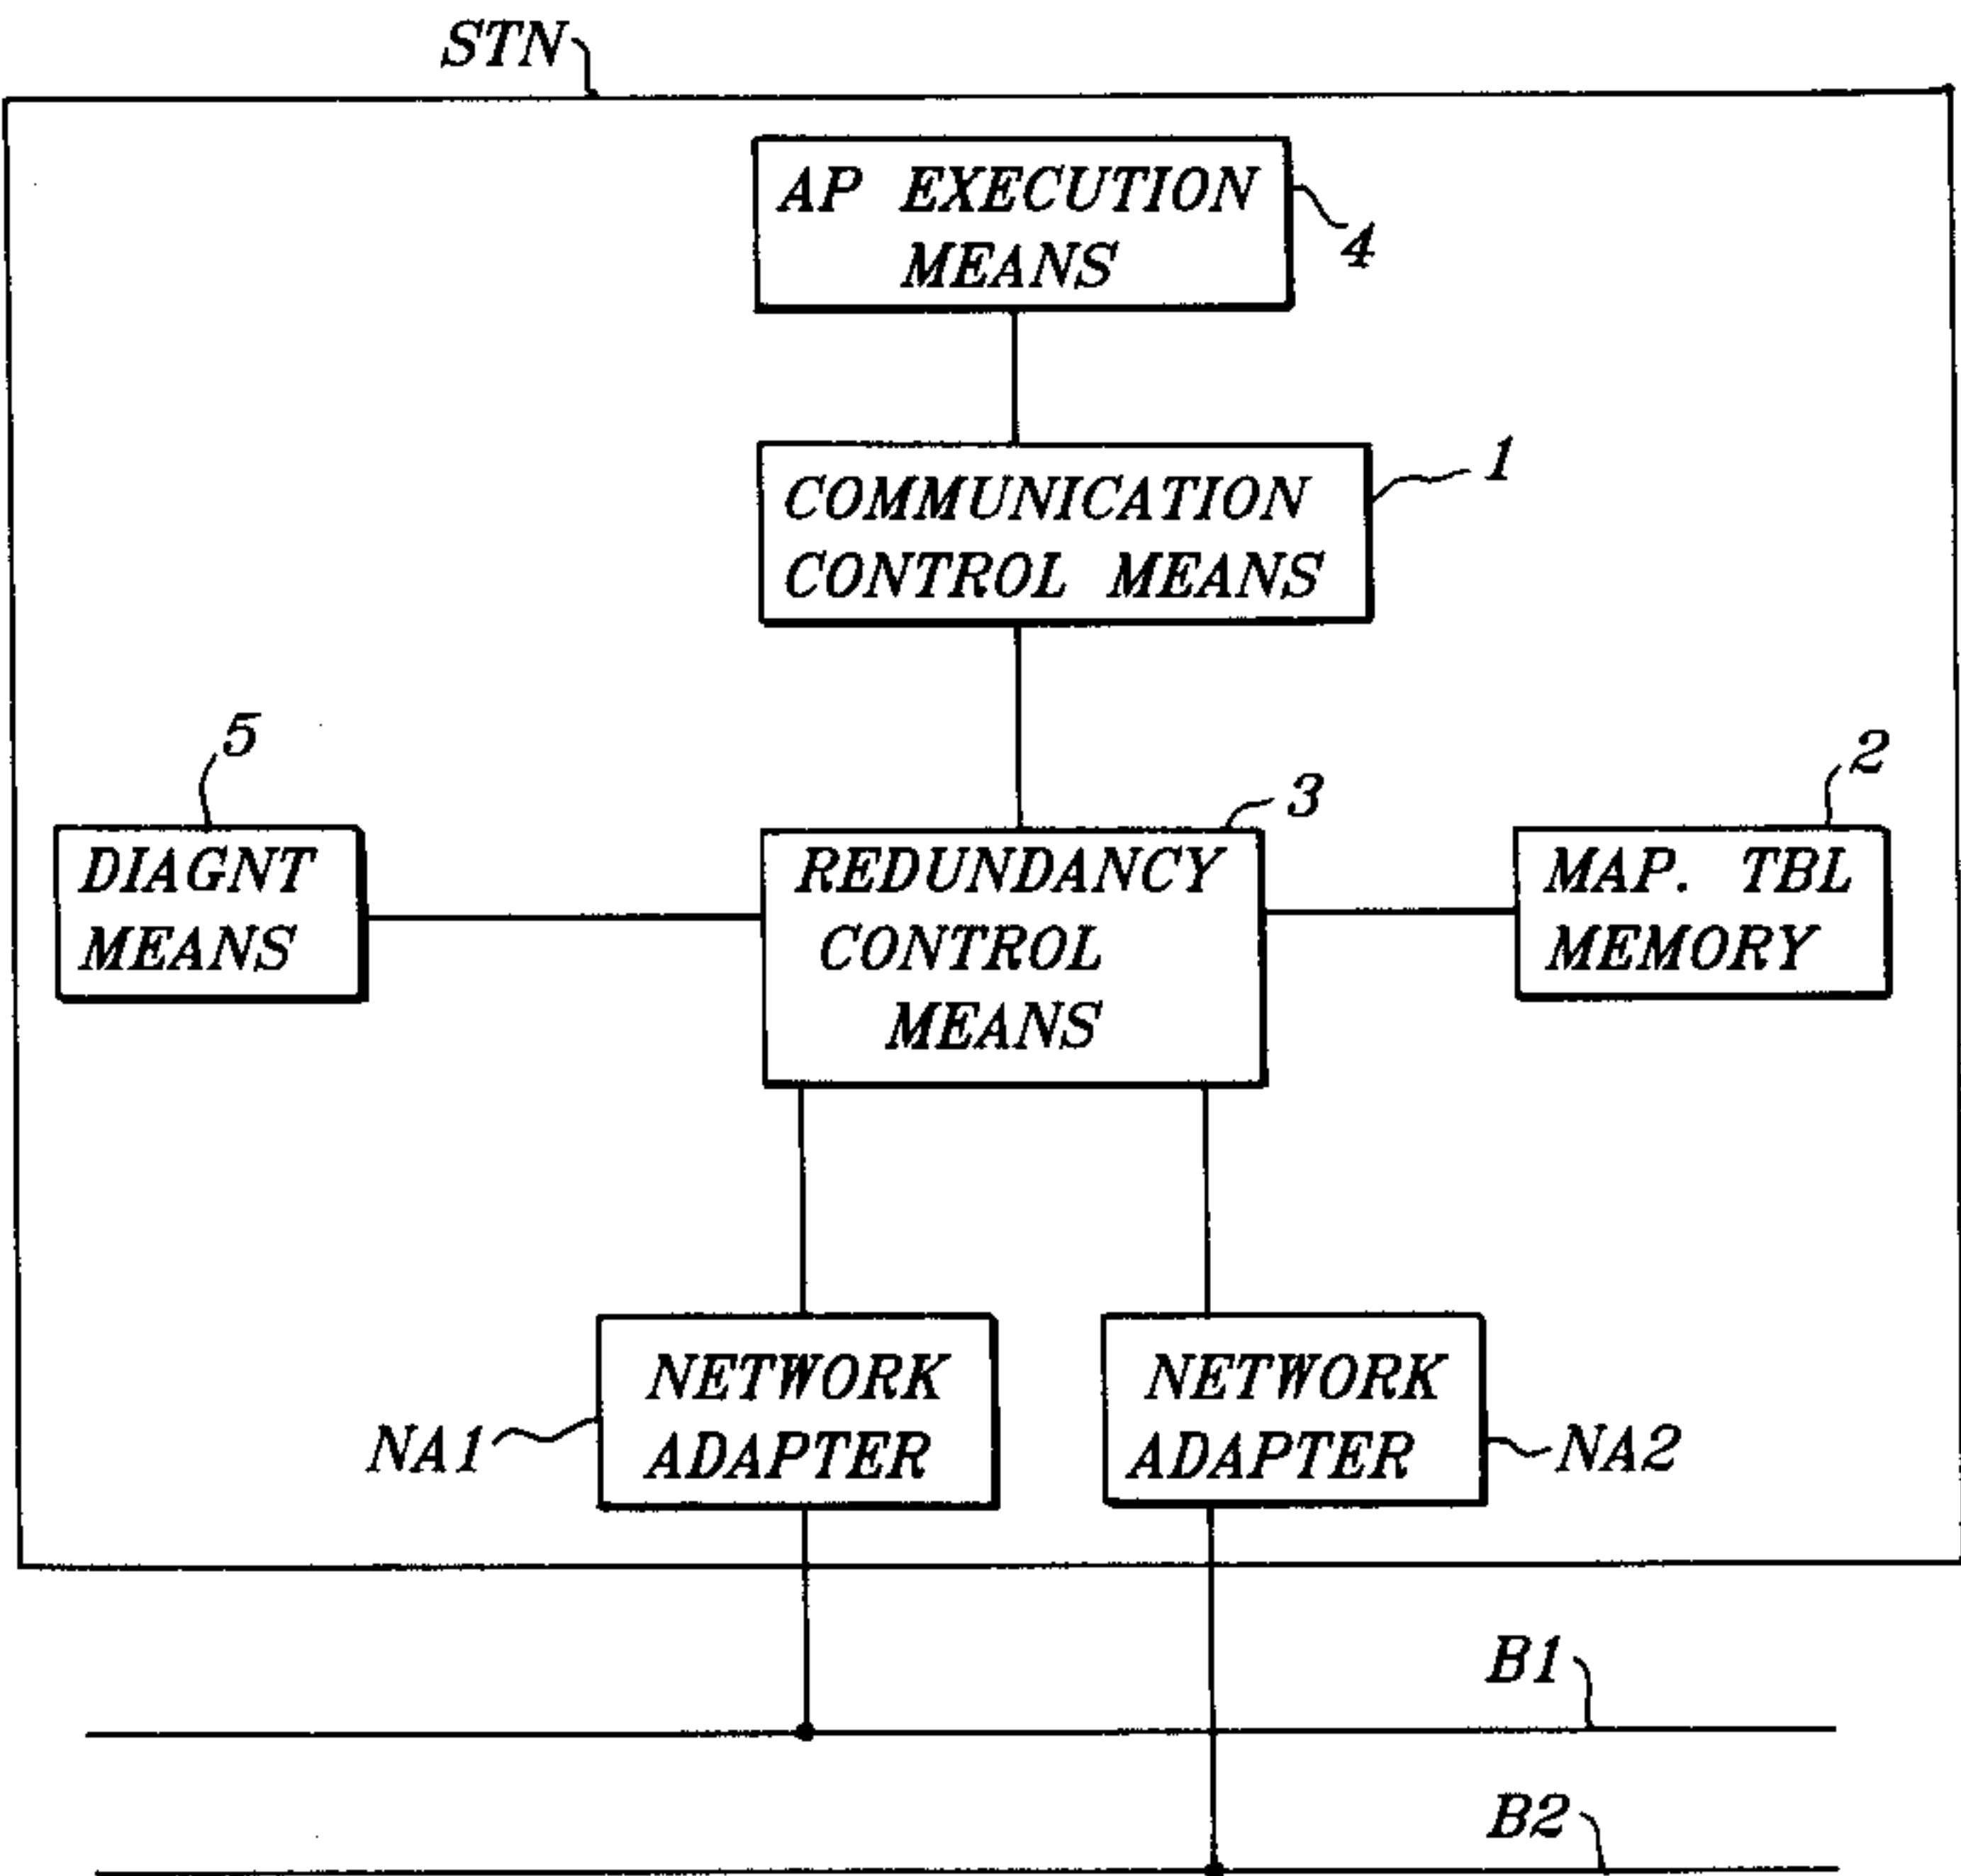 STN
AP EXECUTION
MEANS
4
COMMUNICATION
CONTROL MEANS
1
5
DIAGNT
MEANS
3
REDUNDANCY
CONTROL
MEANS
2
MAP. TBL
MEMORY
NETWORK
ADAPTER
NA1
NETWORK
ADAPTER
NA2
B1
B2